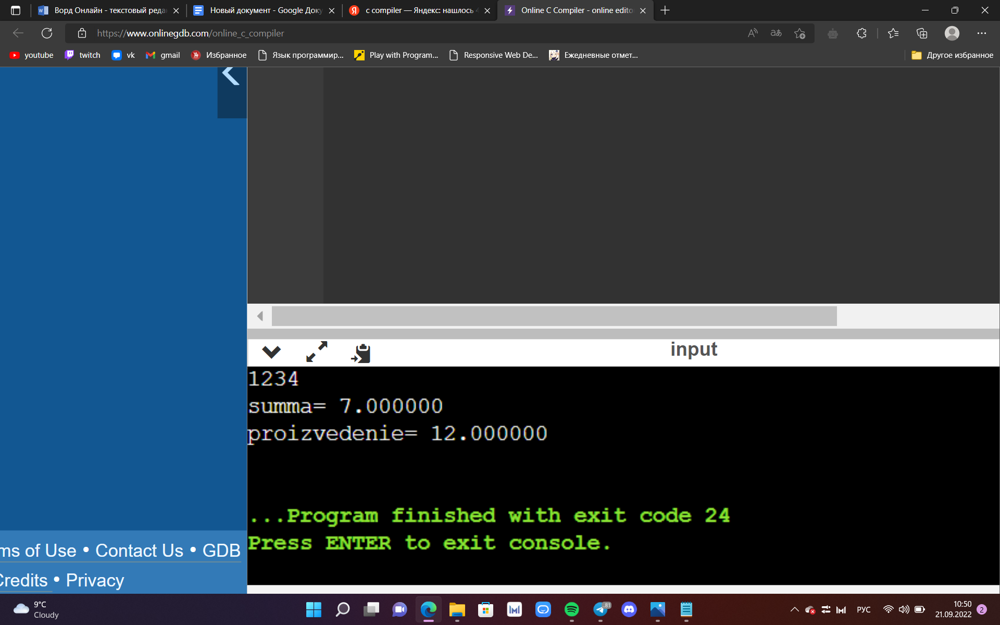 Ворд Онлайн - текстовый реда
Новый документ - Google Доку
c compiler — Яндекс: нашлось
Online C Compiler - online edito
https://www.onlinegdb.com/online_c_compiler
youtube
twitch
vk
gmail
Избранное
Язык программир...
Play with Program...
Responsive Web De...
Ежедневные отмет...
Другое избранное
input
1234
summa= 7.000000
proizvedenie= 12.000000
...Program finished with exit code 24
Press ENTER to exit console.
ms of Use • Contact Us • GDB
Credits • Privacy
9°C
Cloudy
81
РУС
10:50
21.09.2022
2